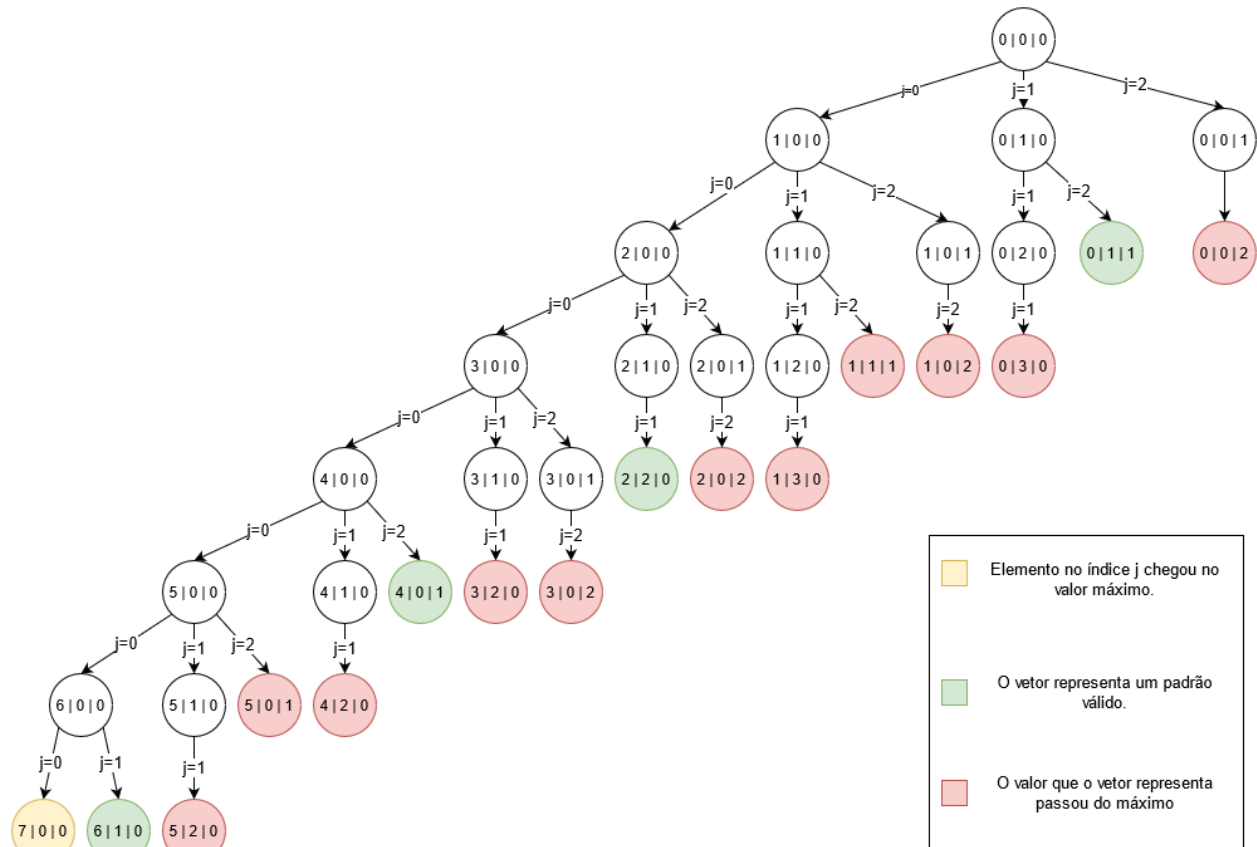 0 | 0 | 0
j=0
j=1
j=2
1 | 0 | 0
0 | 1 | 0
0 | 0 | 1
j=0
j=1
j=2
j=1
j=2
2 | 0 | 0
1 | 1 | 0
1 | 0 | 1
0 | 2 | 0
0 | 1 | 1
0 | 0 | 2
j=0
j=1
j=2
j=1
j=2
j=2
j=1
3 | 0 | 0
2 | 1 | 0
2 | 0 | 1
1 | 2 | 0
1 | 1 | 1
1 | 0 | 2
0 | 3 | 0
j=0
j=1
j=2
j=1
j=2
j=1
4 | 0 | 0
3 | 1 | 0
3 | 0 | 1
2 | 2 | 0
2 | 0 | 2
1 | 3 | 0
j=0
j=1
j=2
j=1
j=2
5 | 0 | 0
4 | 1 | 0
4 | 0 | 1
3 | 2 | 0
3 | 0 | 2
j=0
j=1
j=2
j=1
6 | 0 | 0
5 | 1 | 0
5 | 0 | 1
4 | 2 | 0
j=0
j=1
j=1
7 | 0 | 0
6 | 1 | 0
5 | 2 | 0
Elemento no índice j chegou no
valor máximo.
O vetor representa um padrão
válido.
O valor que o vetor representa
passou do máximo